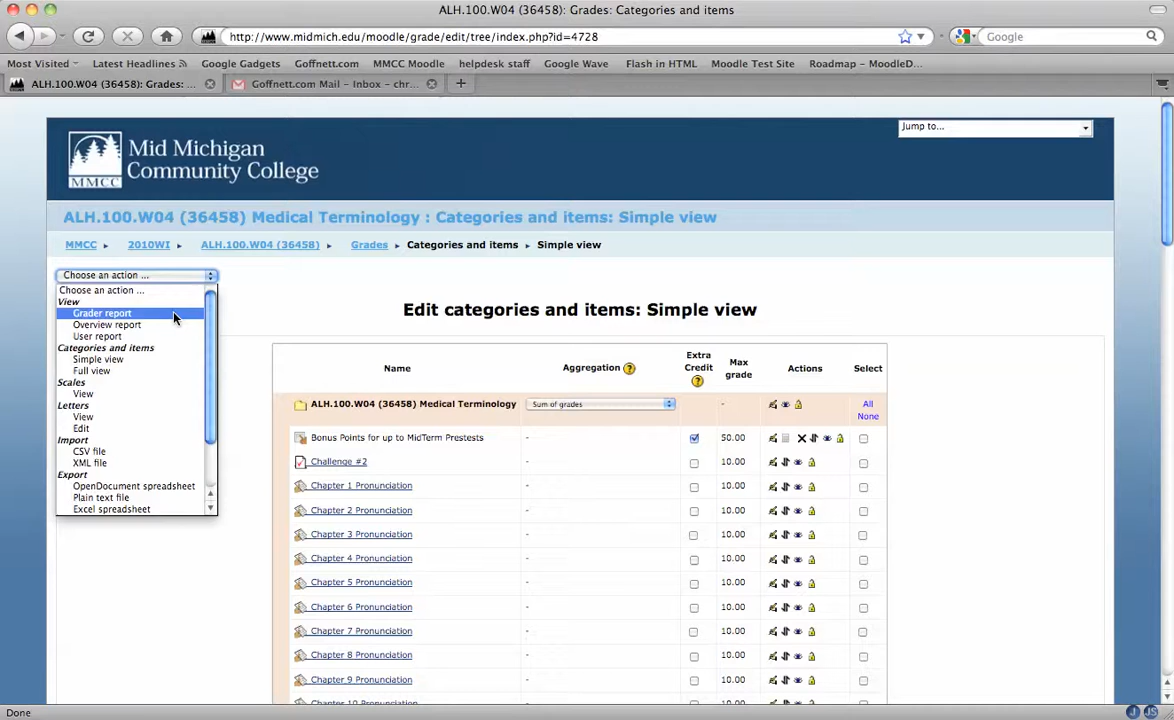 ALH.100.W04 (36458): Grades: Categories and items
http://www.midmich.edu/moodle/grade/edit/tree/index.php?id=4728
Google
Most Visited
Latest Headlines
Google Gadgets
Goffnett.com
MMCC Moodle
helpdesk staff
Google Wave
Flash in HTML
Moodle Test Site
Roadmap – MoodleD...
ALH.100.W04 (36458): Grades: ...
Goffnett.com Mail – Inbox – chr...
Jump to...
Mid Michigan
Community College
MMCC
ALH.100.W04 (36458) Medical Terminology : Categories and items: Simple view
MMCC ► 2010WI ► ALH.100.W04 (36458) ► Grades ► Categories and items ► Simple view
Choose an action ...
Choose an action ...
View
Grader report
Overview report
User report
Categories and items
Simple view
Full view
Scales
View
Letters
View
Edit
Import
CSV file
XML file
Export
OpenDocument spreadsheet
Plain text file
Excel spreadsheet
Edit categories and items: Simple view
Name Aggregation Extra Credit Max grade Actions Select
ALH.100.W04 (36458) Medical Terminology Sum of grades - All None
Bonus Points for up to MidTerm Prestests - 50.00
Challenge #2 - 10.00
Chapter 1 Pronunciation - 10.00
Chapter 2 Pronunciation - 10.00
Chapter 3 Pronunciation - 10.00
Chapter 4 Pronunciation - 10.00
Chapter 5 Pronunciation - 10.00
Chapter 6 Pronunciation - 10.00
Chapter 7 Pronunciation - 10.00
Chapter 8 Pronunciation - 10.00
Chapter 9 Pronunciation - 10.00
Chapter 10 Pronunciation
Done